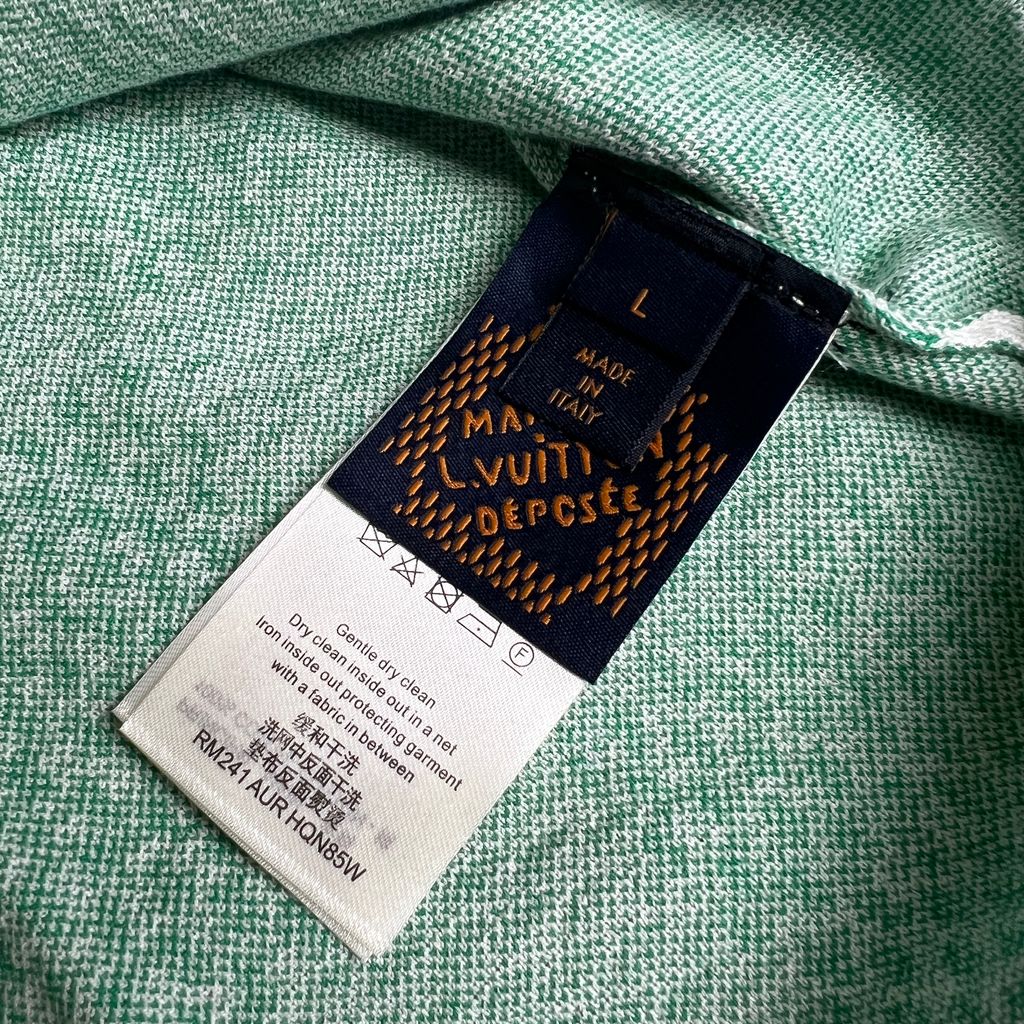 L
MADE
IN
ITALY
L.VUITTON
DÉPOSÉE
F
Gentle dry clean
Dry clean inside out in a net
Iron inside out protecting garment
with a fabric in between
缓和干洗
洗网中反面干洗
垫布反面熨烫
RM241 AUR HQN85W